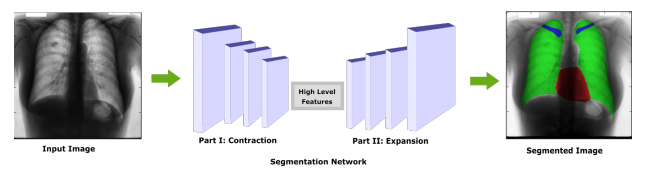 High Level
Features
Part I: Contraction
Part II: Expansion
Input Image
Segmented Image
Segmentation Network